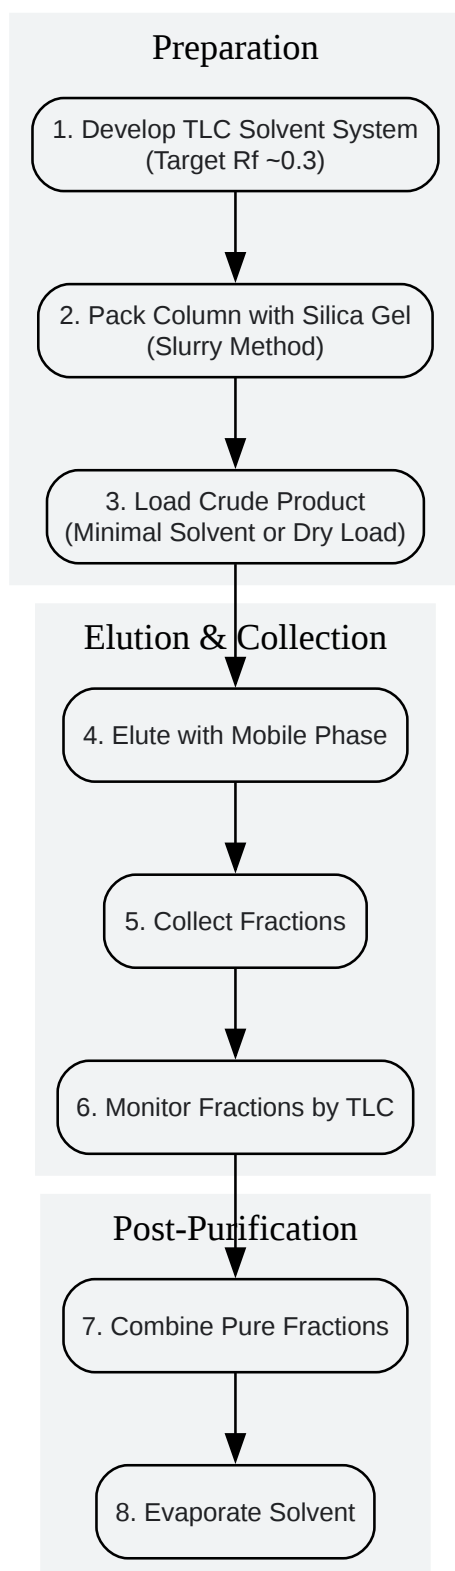 Preparation
1. Develop TLC Solvent System
(Target Rf ~0.3)
2. Pack Column with Silica Gel
(Slurry Method)
3. Load Crude Product
(Minimal Solvent or Dry Load)
Elution & Collection
4. Elute with Mobile Phase
5. Collect Fractions
6. Monitor Fractions by TLC
Post-Purification
7. Combine Pure Fractions
8. Evaporate Solvent